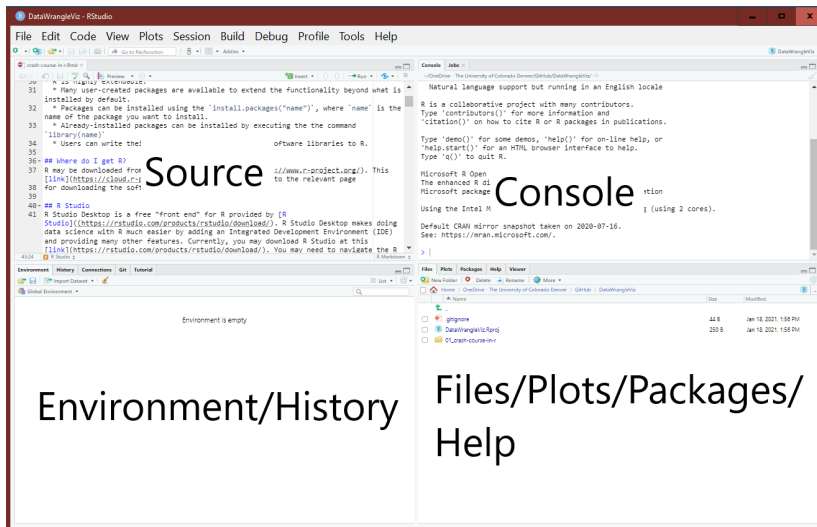 DataWrangleViz - RStudio
File Edit Code View Plots Session Build Debug Profile Tools Help
Go to file/function
Addins
DataWrangleViz
crash-course-in-r.Rmd
Preview
Insert
Run
30 * R is highly extendable.
31 * Many user-created packages are available to extend the functionality beyond what is
installed by default.
32 * Packages can be installed using the `install.packages("name")`, where `name` is the
name of the package you want to install.
33 * Already-installed packages can be installed by executing the the command
`library(name)`
34 * Users can write thei oftware libraries to R.
35
36 ## Where do I get R?
37 R may be downloaded from ://www.r-project.org/). This
[link](https://cloud.r-p to the relevant page
38 for downloading the soft
39
40 ## R Studio
41 R Studio Desktop is a free "front end" for R provided by [R
Studio]((https://rstudio.com/products/rstudio/download/). R Studio Desktop makes doing
data science with R much easier by adding an Integrated Development Environment (IDE)
and providing many other features. Currently, you may download R Studio at this
[link](https://rstudio.com/products/rstudio/download/). You may need to navigate the R
43:24 R Studio R Markdown
Source
Console Jobs
~/OneDrive - The University of Colorado Denver/GitHub/DataWrangleViz/
Natural language support but running in an English locale
R is a collaborative project with many contributors.
Type 'contributors()' for more information and
'citation()' on how to cite R or R packages in publications.
Type 'demo()' for some demos, 'help()' for on-line help, or
'help.start()' for an HTML browser interface to help.
Type 'q()' to quit R.
Microsoft R Open
The enhanced R di
Microsoft package ation
Using the Intel M g (using 2 cores).
Default CRAN mirror snapshot taken on 2020-07-16.
See: https://mran.microsoft.com/.
>
Console
Environment History Connections Git Tutorial
Import Dataset
List
Global Environment
Environment is empty
Environment/History
Files Plots Packages Help Viewer
New Folder Delete Rename More
Home OneDrive - The University of Colorado Denver GitHub DataWrangleViz
Name Size Modified
..
.gitignore 44 B Jan 18, 2021, 1:56 PM
DataWrangleViz.Rproj 250 B Jan 18, 2021, 1:56 PM
01_crash-course-in-r
Files/Plots/Packages/
Help